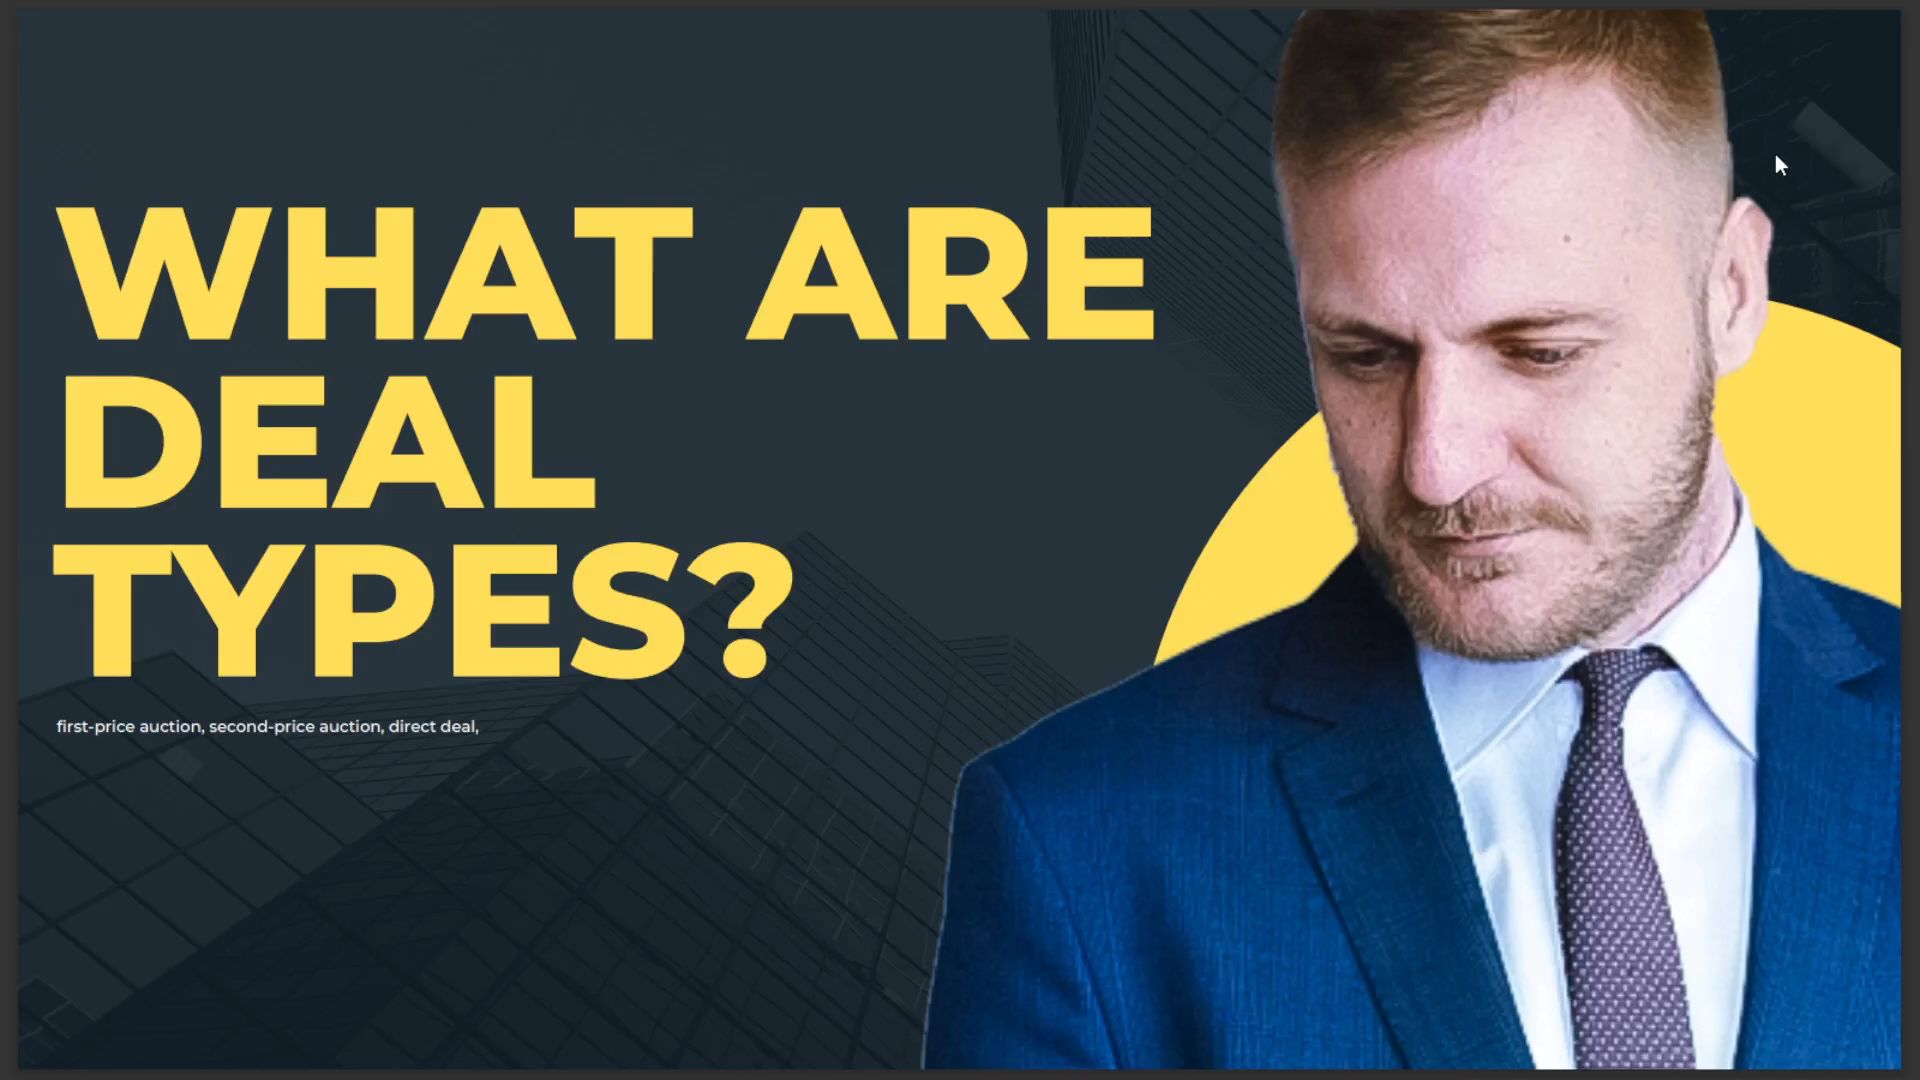 WHAT ARE
DEAL
TYPES?
first-price auction, second-price auction, direct deal,